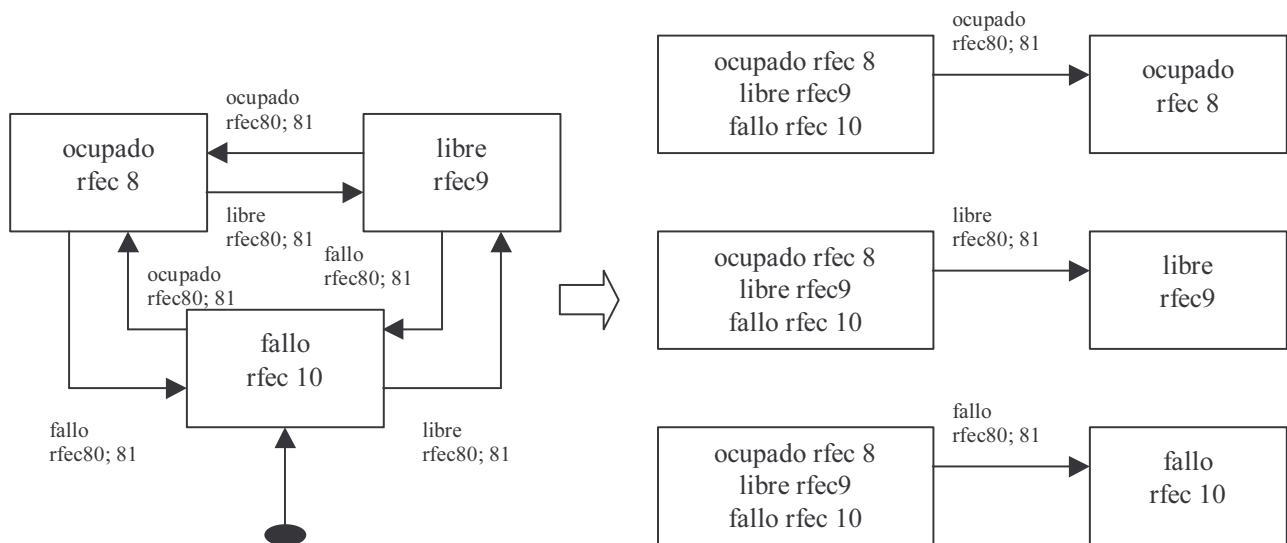 ocupado
rfec80; 81
ocupado
rfec 8
libre
rfec9
libre
rfec80; 81
fallo
rfec80; 81
ocupado
rfec80; 81
fallo
rfec 10
fallo
rfec80; 81
libre
rfec80; 81
ocupado rfec 8
libre rfec9
fallo rfec 10
ocupado
rfec80; 81
ocupado
rfec 8
ocupado rfec 8
libre rfec9
fallo rfec 10
libre
rfec80; 81
libre
rfec9
ocupado rfec 8
libre rfec9
fallo rfec 10
fallo
rfec80; 81
fallo
rfec 10